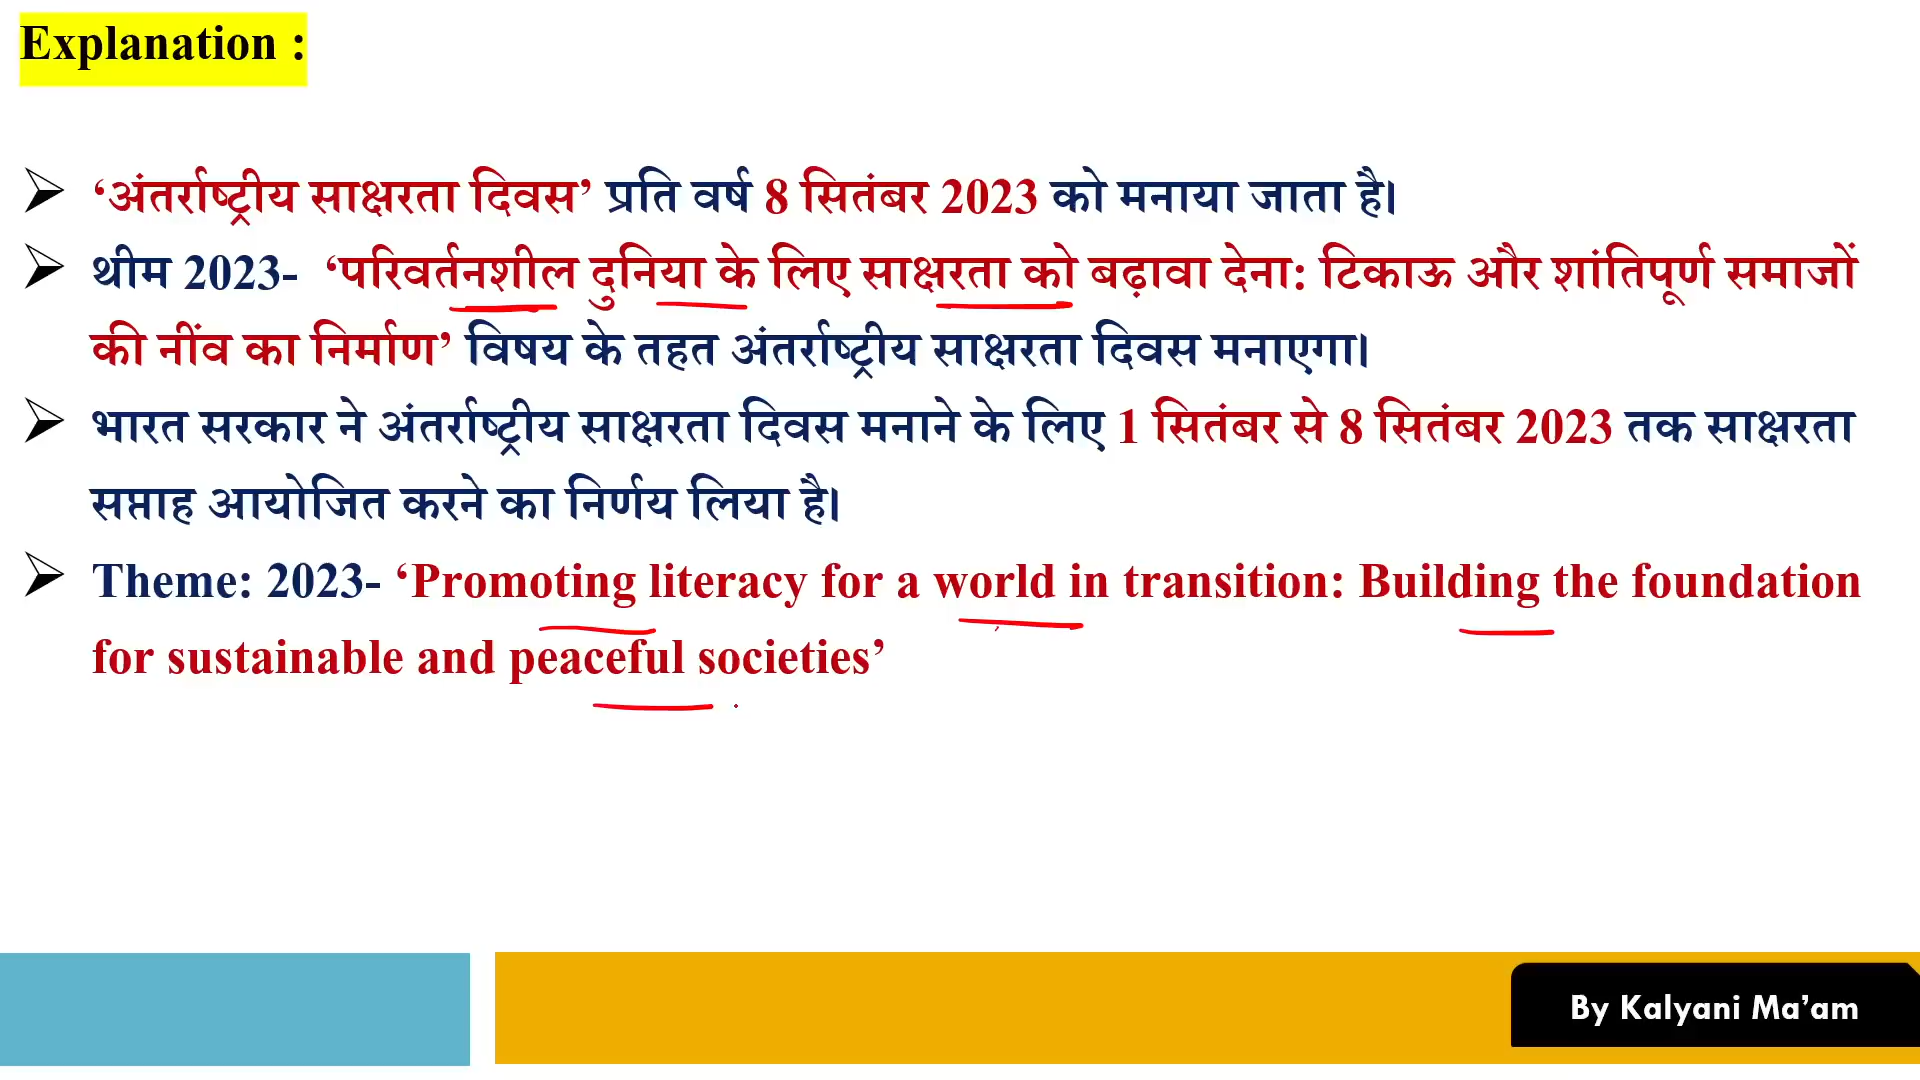 Explanation :
‘अंतर्राष्ट्रीय साक्षरता दिवस’ प्रति वर्ष 8 सितंबर 2023 को मनाया जाता है।
थीम 2023- ‘परिवर्तनशील दुनिया के लिए साक्षरता को बढ़ावा देना: टिकाऊ और शांतिपूर्ण समाजों
की नींव का निर्माण’ विषय के तहत अंतर्राष्ट्रीय साक्षरता दिवस मनाएगा।
भारत सरकार ने अंतर्राष्ट्रीय साक्षरता दिवस मनाने के लिए 1 सितंबर से 8 सितंबर 2023 तक साक्षरता
सप्ताह आयोजित करने का निर्णय लिया है।
Theme: 2023- ‘Promoting literacy for a world in transition: Building the foundation
for sustainable and peaceful societies’
By Kalyani Ma’am